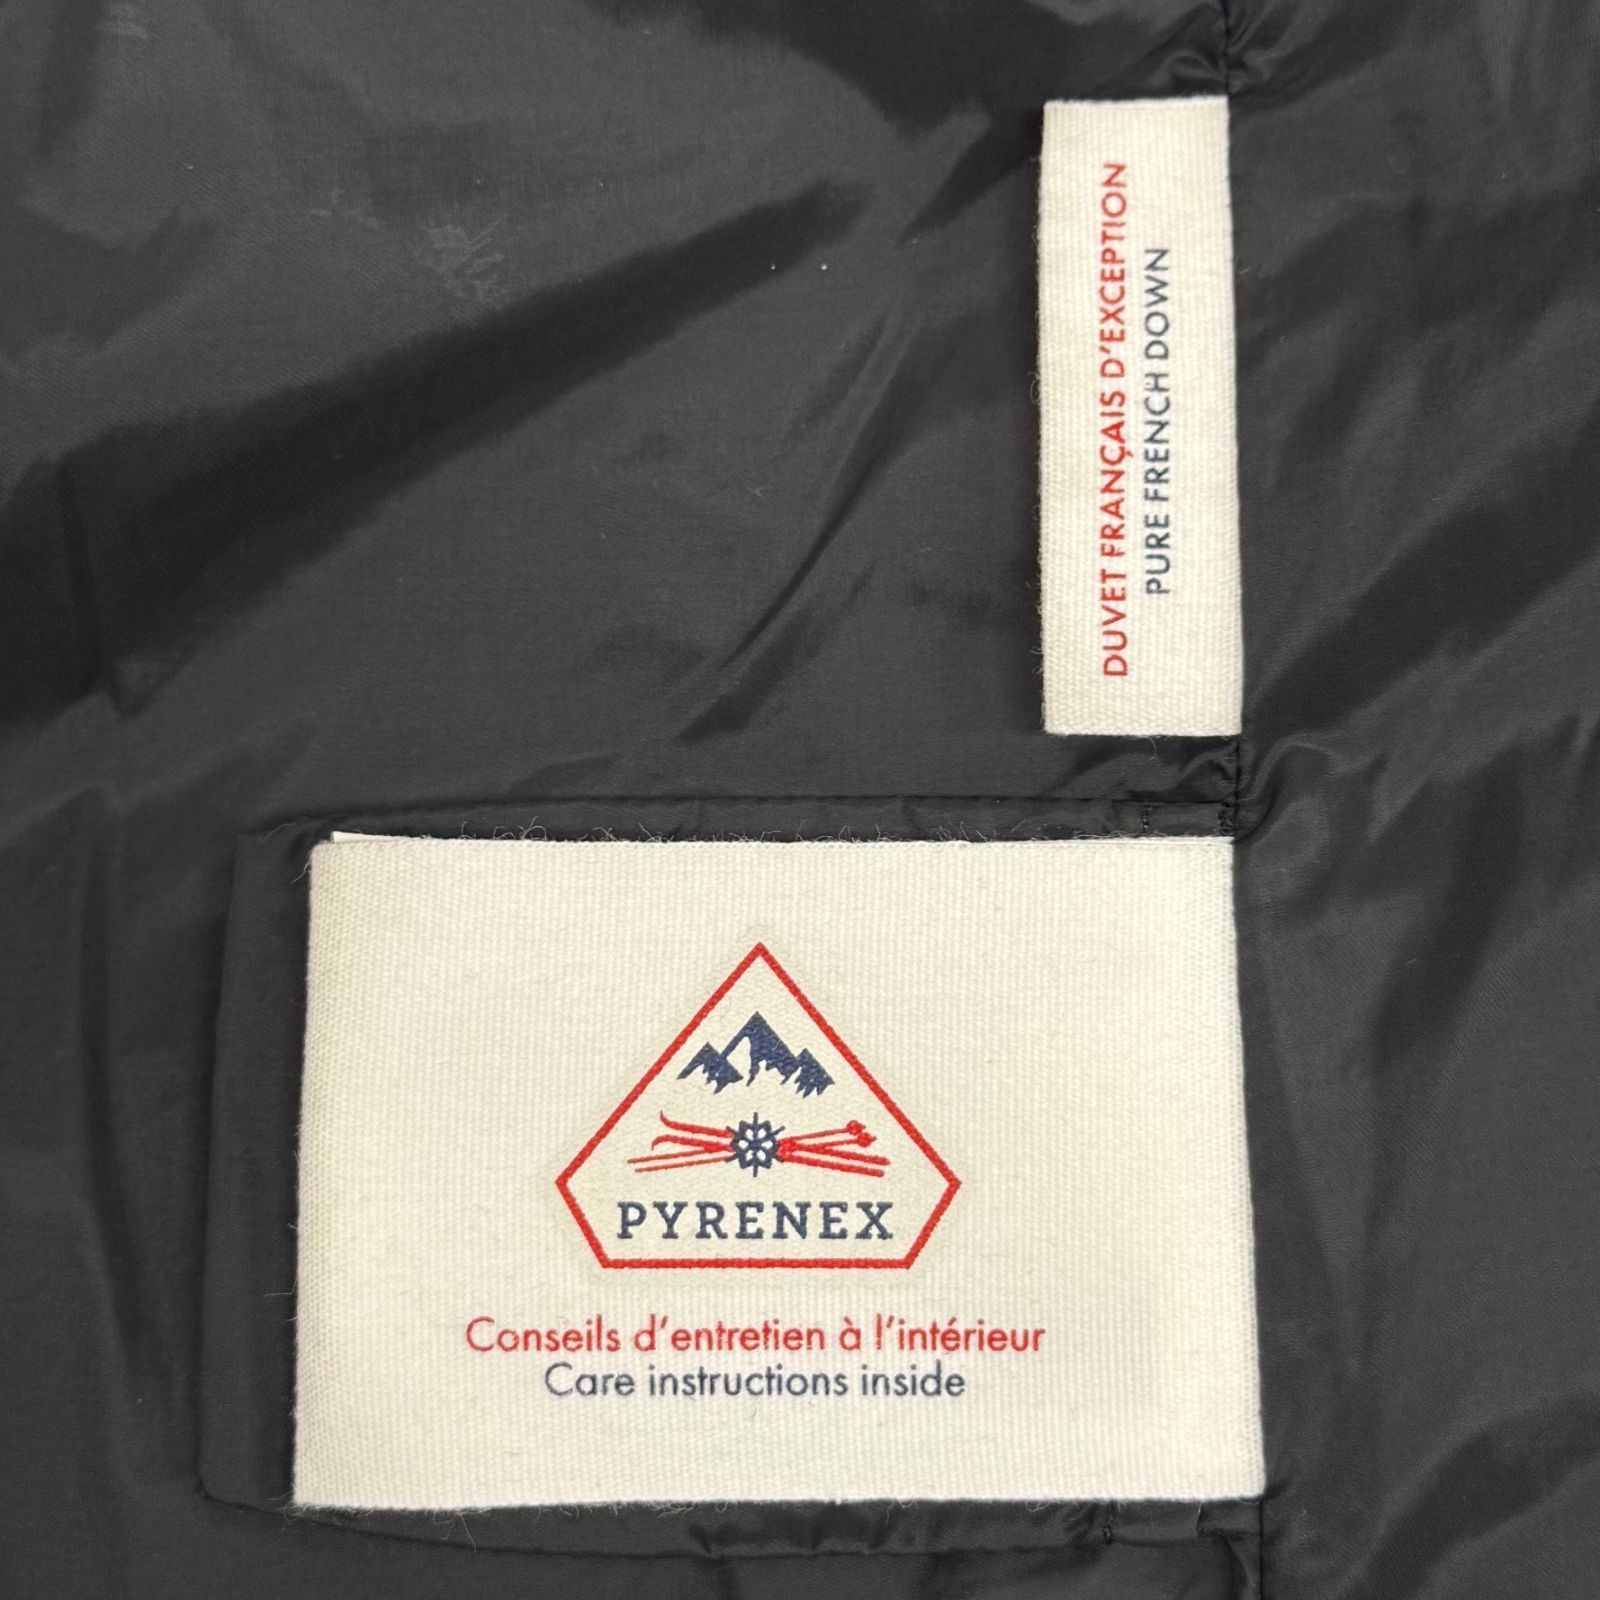 DUVET FRANÇAIS D'EXCEPTION
PURE FRENCH DOWN
PYRENEX
Conseils d'entretien à l'intérieur
Care instructions inside